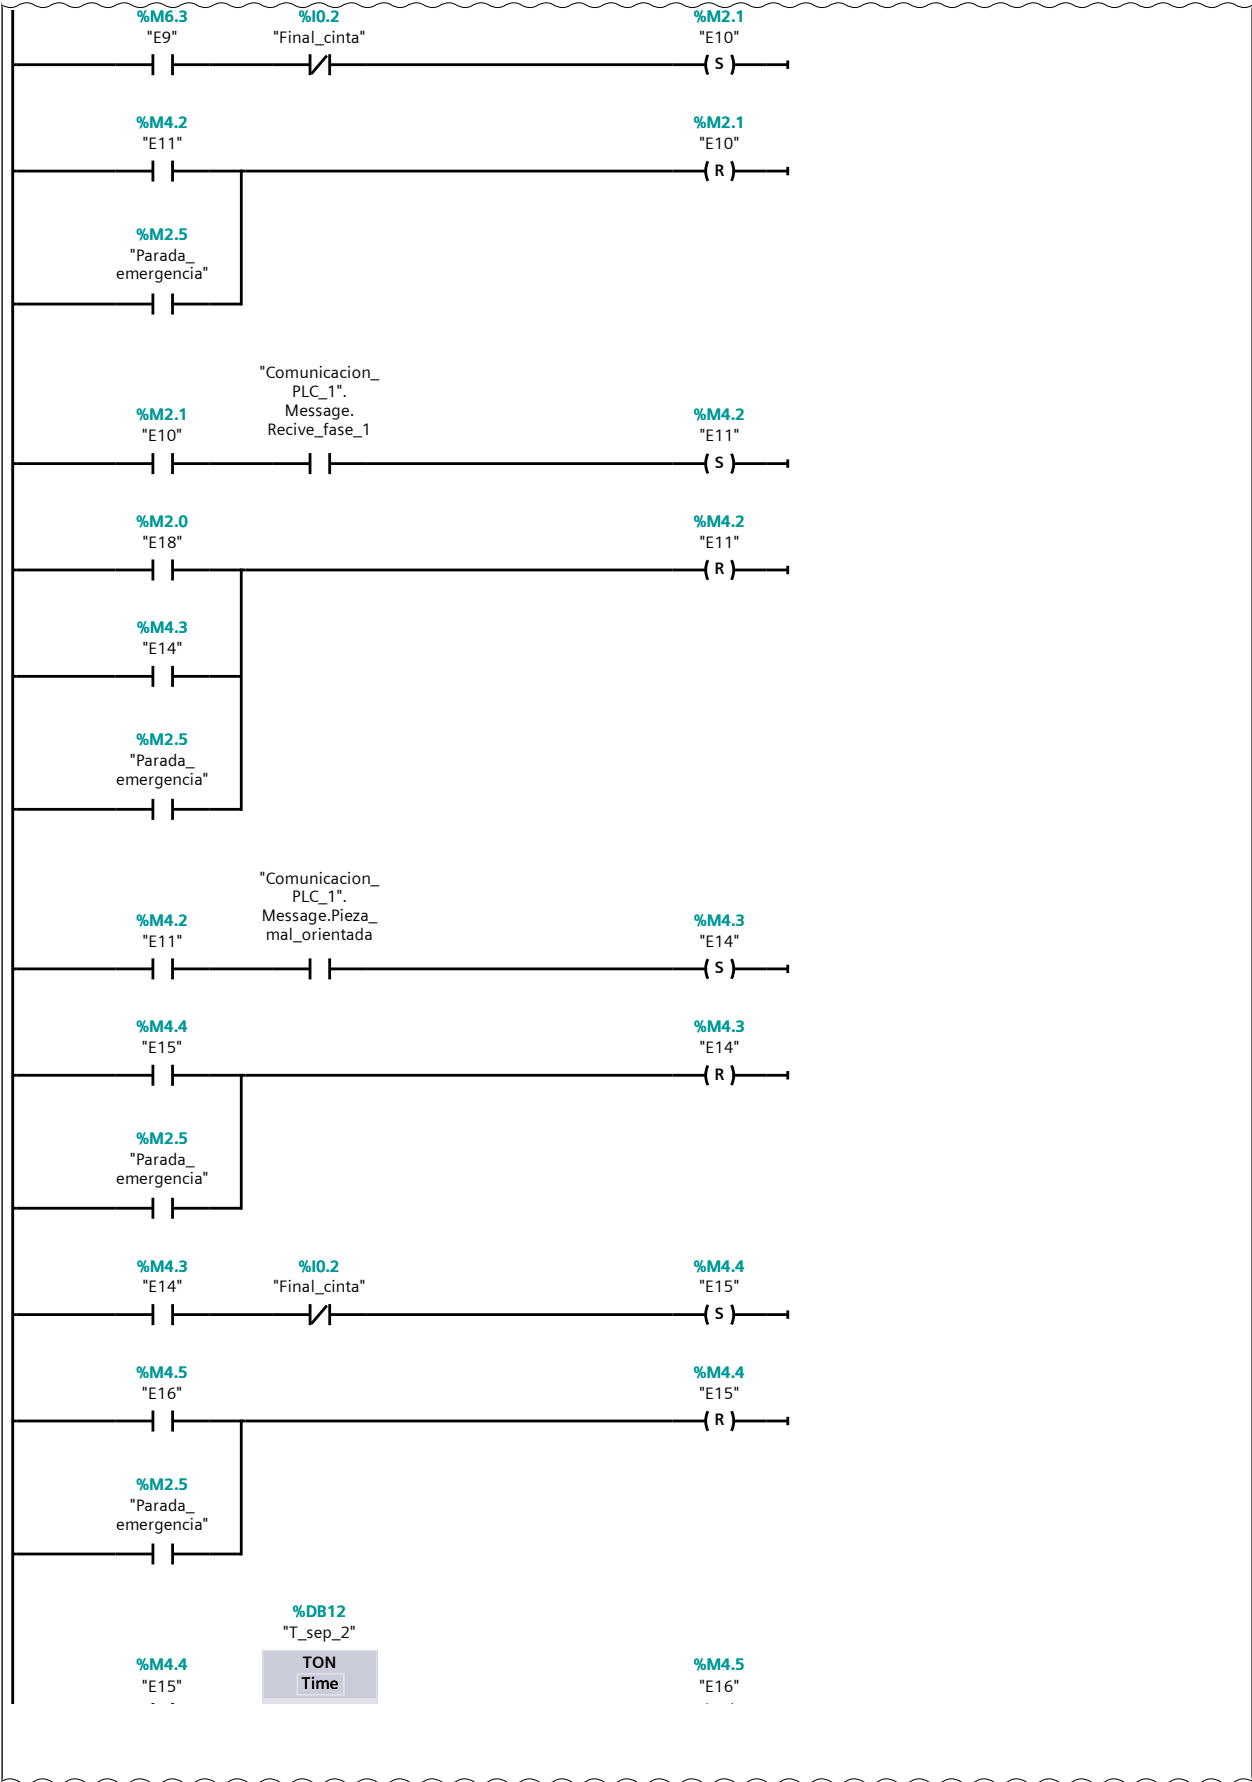 %M6.3 %I0.2 %M2.1
"E9" "Final_cinta" "E10"
S
%M4.2 %M2.1
"E11" "E10"
R
%M2.5
"Parada_
emergencia"
"Comunicacion_
PLC_1".
Message.
Recive_fase_1
%M2.1 %M4.2
"E10" "E11"
S
%M2.0 %M4.2
"E18" "E11"
R
%M4.3
"E14"
%M2.5
"Parada_
emergencia"
"Comunicacion_
PLC_1".
Message.Pieza_
mal_orientada
%M4.2 %M4.3
"E11" "E14"
S
%M4.4 %M4.3
"E15" "E14"
R
%M2.5
"Parada_
emergencia"
%M4.3 %I0.2 %M4.4
"E14" "Final_cinta" "E15"
S
%M4.5 %M4.4
"E16" "E15"
R
%M2.5
"Parada_
emergencia"
%DB12
"T_sep_2"
TON
Time
%M4.4 %M4.5
"E15" "E16"